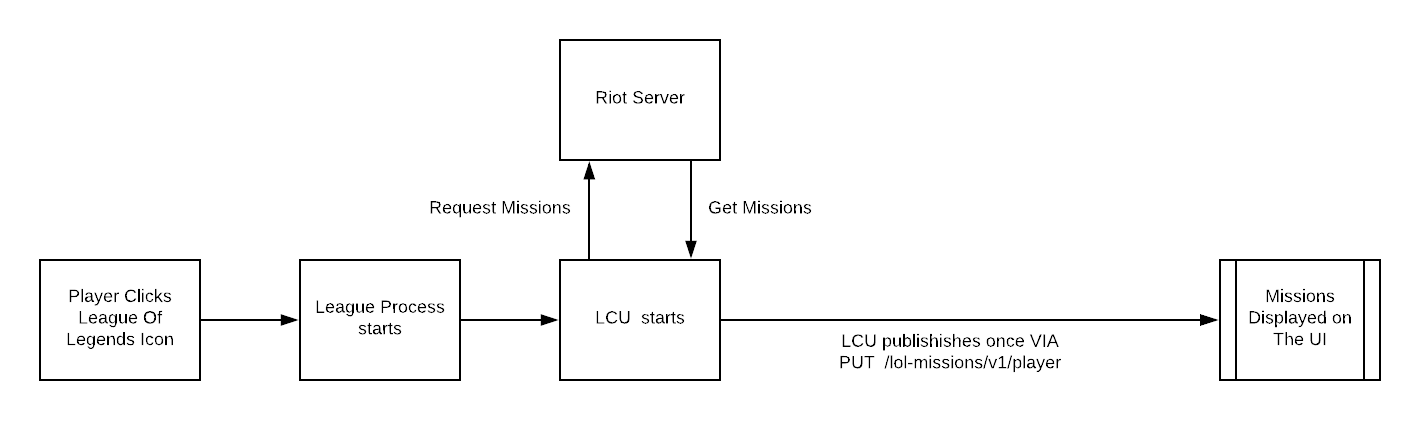 Riot Server
Request Missions
Get Missions
Player Clicks
League Of
Legends Icon
League Process
starts
LCU  starts
LCU publishishes once VIA
PUT  /lol-missions/v1/player
Missions
Displayed on
The UI